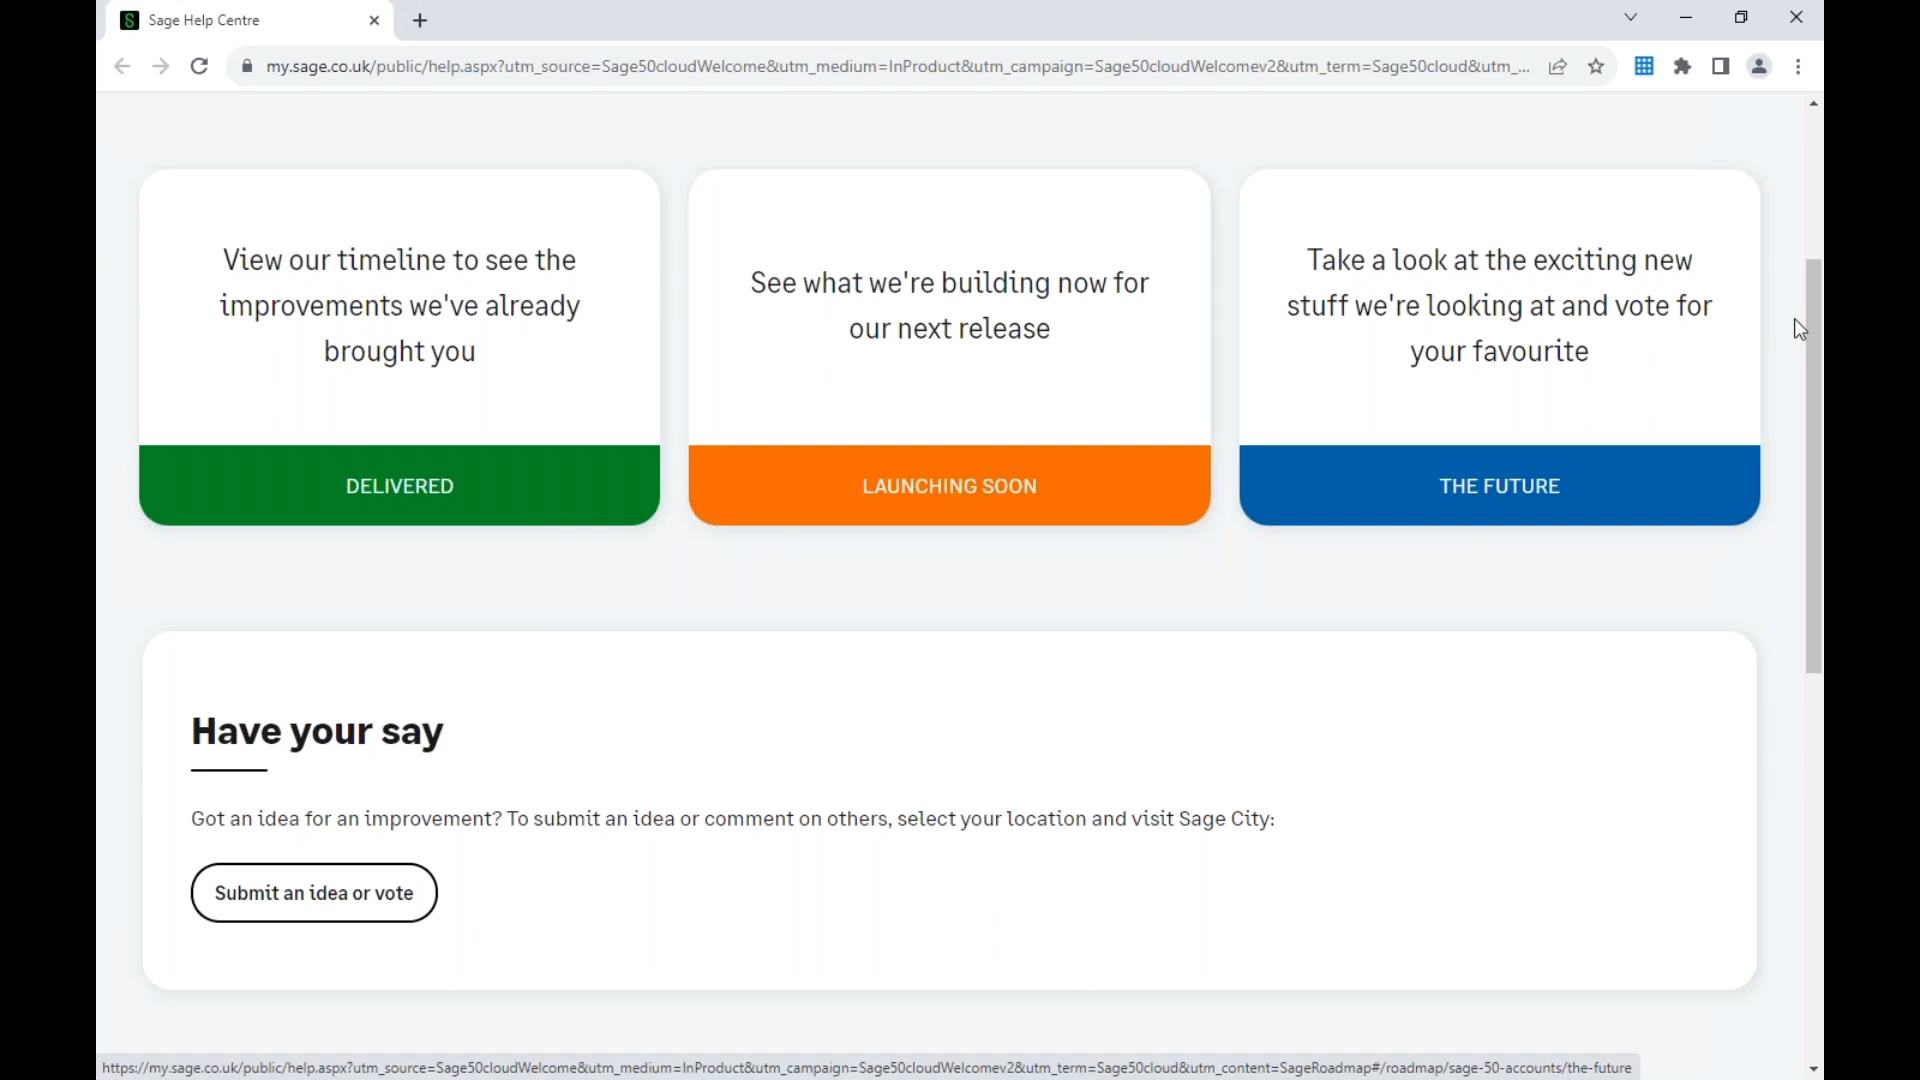 Sage Help Centre
my.sage.co.uk/public/help.aspx?utm_source=Sage50cloudWelcome&utm_medium=InProduct&utm_campaign=Sage50cloudWelcomev2&utm_term=Sage50cloud&utm_...
View our timeline to see the
improvements we've already
brought you
DELIVERED
See what we're building now for
our next release
LAUNCHING SOON
Take a look at the exciting new
stuff we're looking at and vote for
your favourite
THE FUTURE
Have your say
Got an idea for an improvement? To submit an idea or comment on others, select your location and visit Sage City:
Submit an idea or vote
https://my.sage.co.uk/public/help.aspx?utm_source=Sage50cloudWelcome&utm_medium=InProduct&utm_campaign=Sage50cloudWelcomev2&utm_term=Sage50cloud&utm_content=SageRoadmap#/roadmap/sage-50-accounts/the-future